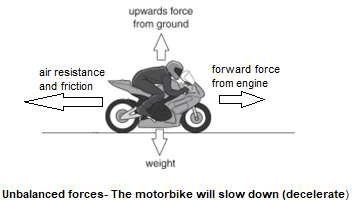 upwards force
from ground
air resistance
and friction
forward force
from engine
weight
Unbalanced forces- The motorbike will slow down (decelerate)